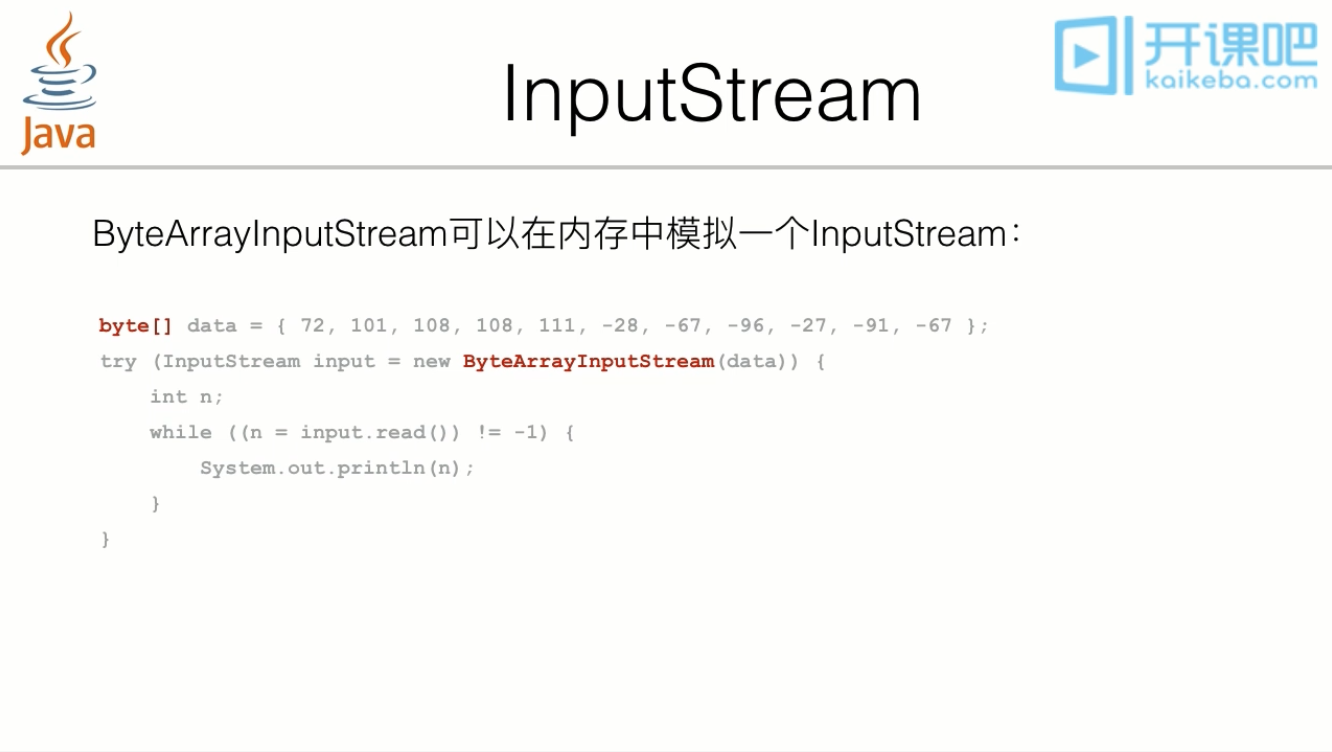 Java
InputStream
开课吧
kaikeba.com
ByteArrayInputStream可以在内存中模拟一个InputStream：
byte[] data = { 72, 101, 108, 108, 111, -28, -67, -96, -27, -91, -67 };
try (InputStream input = new ByteArrayInputStream(data)) {
    int n;
    while ((n = input.read()) != -1) {
        System.out.println(n);
    }
}